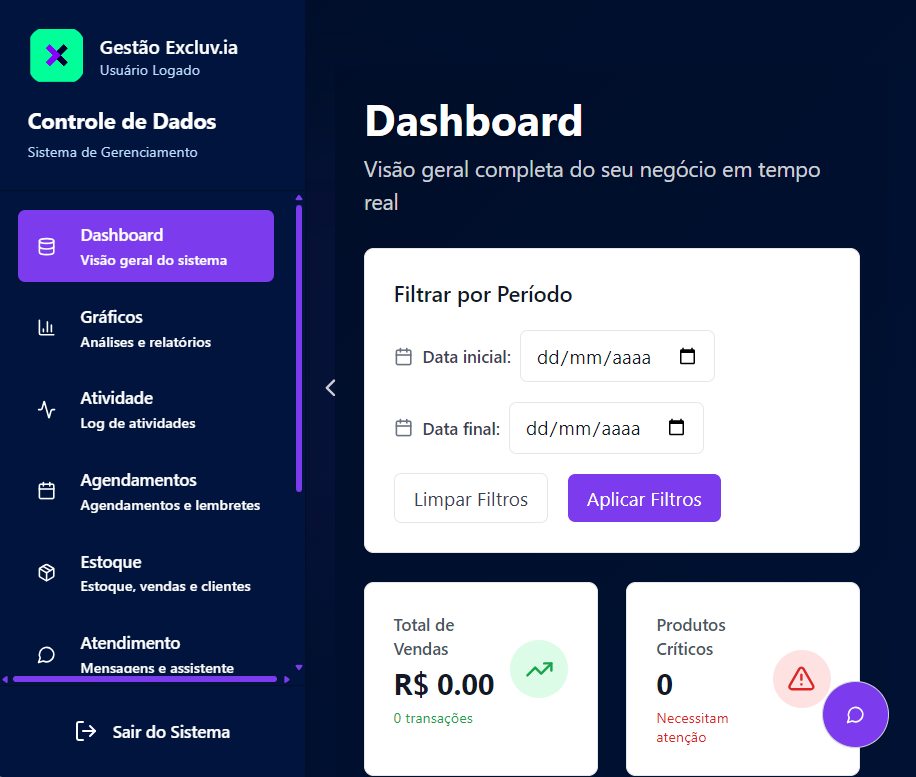 Gestão Excluv.ia
Usuário Logado
Controle de Dados
Sistema de Gerenciamento
Dashboard
Visão geral do sistema
Gráficos
Análises e relatórios
Atividade
Log de atividades
Agendamentos
Agendamentos e lembretes
Estoque
Estoque, vendas e clientes
Atendimento
Mensagens e assistente
Sair do Sistema
Dashboard
Visão geral completa do seu negócio em tempo
real
Filtrar por Período
Data inicial: dd/mm/aaaa
Data final: dd/mm/aaaa
Limpar Filtros Aplicar Filtros
Total de
Vendas
R$ 0.00
0 transações
Produtos
Críticos
0
Necessitam
atenção